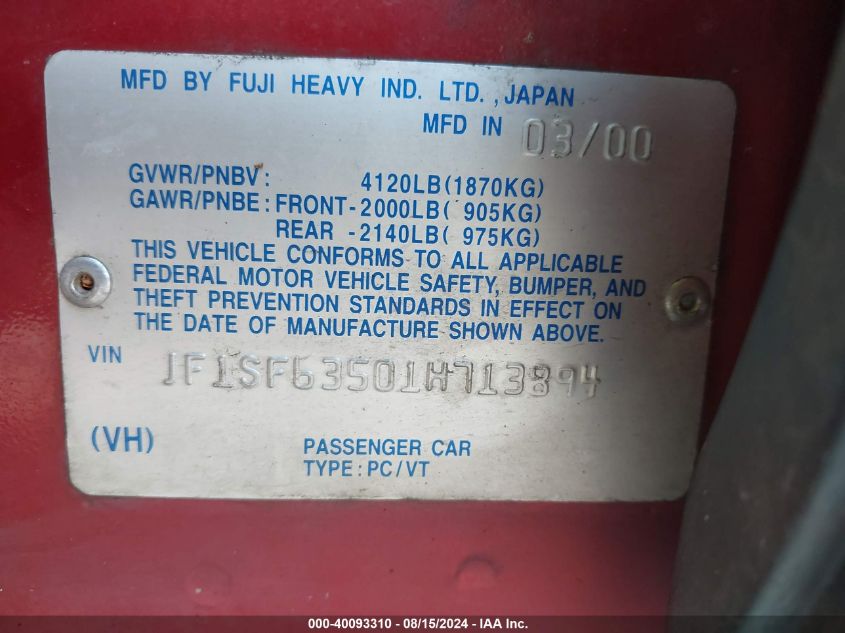 MFD BY FUJI HEAVY IND. LTD., JAPAN
MFD IN 03/00
GVWR/PNBV: 4120LB(1870KG)
GAWR/PNBE: FRONT-2000LB( 905KG)
REAR -2140LB( 975KG)
THIS VEHICLE CONFORMS TO ALL APPLICABLE
FEDERAL MOTOR VEHICLE SAFETY, BUMPER, AND
THEFT PREVENTION STANDARDS IN EFFECT ON
THE DATE OF MANUFACTURE SHOWN ABOVE.
VIN JF1SF63501H713894
(VH) PASSENGER CAR
TYPE: PC/VT
000-40093310 - 08/15/2024 - IAA Inc.